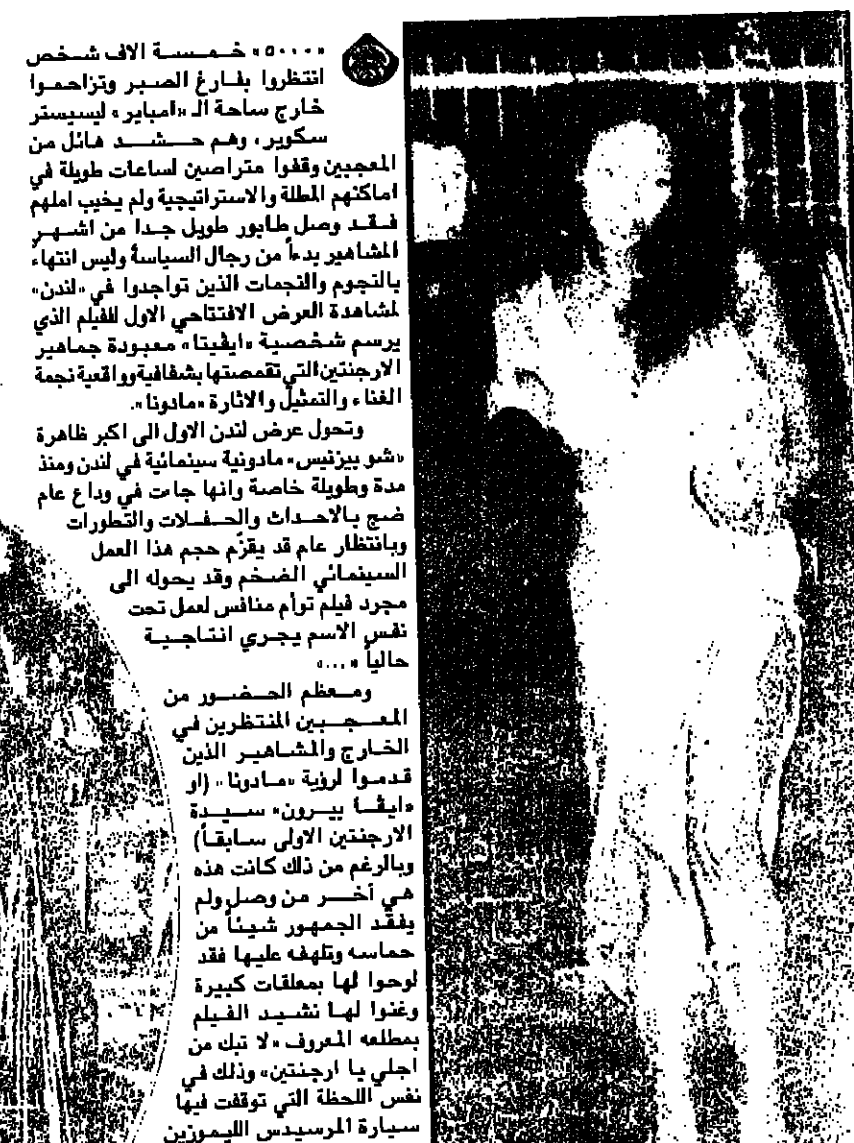 «٥٠٠٠» خمسة الاف شخص
انتظروا بفارغ الصبر وتزاحموا
خارج ساحة الـ «امباير» ليسيستر
سكوير، وهم حشد هائل من
المعجبين وقفوا متراصين لساعات طويلة في
اماكنهم المطلة والاستراتيجية ولم يخيب املهم
فقد وصل طابور طويل جدا من اشهر
المشاهير بدءاً من رجال السياسة وليس انتهاء
بالنجوم والنجمات الذين تواجدوا في «لندن»
لمشاهدة العرض الافتتاحي الاول للفيلم الذي
يرسم شخصية «ايڤيتا» معبودة جماهير
الارجنتين التي تقمصتها بشفافية وواقعية نجمة
الغناء والتمثيل والاثارة «مادونا».
وتحول عرض لندن الاول الى اكبر ظاهرة
«شو بيزنيس» مادونية سينمائية في لندن ومنذ
مدة وطويلة خاصة وانها جاءت في وداع عام
ضج بالاحداث والحفلات والتطورات
وبانتظار عام قد يقزّم حجم هذا العمل
السينمائي الضخم وقد يحوله الى
مجرد فيلم توأم منافس لعمل تحت
نفس الاسم يجري انتاجية
حالياً «...»
ومعظم الحضور من
المعجبين المنتظرين في
الخارج والمشاهير الذين
قدموا لرؤية «مادونا» (او
«ايڤا بيرون» سيدة
الارجنتين الاولى سابقاً)
وبالرغم من ذلك كانت هذه
هي آخر من وصل ولم
يفقد الجمهور شيئاً من
حماسه وتلهفه عليها فقد
لوحوا لها بمعلقات كبيرة
وغنوا لها نشيد الفيلم
بمطلعه المعروف «لا تبك من
اجلي يا ارجنتين» وذلك في
نفس اللحظة التي توقفت فيها
سيارة المرسيدس الليموزين